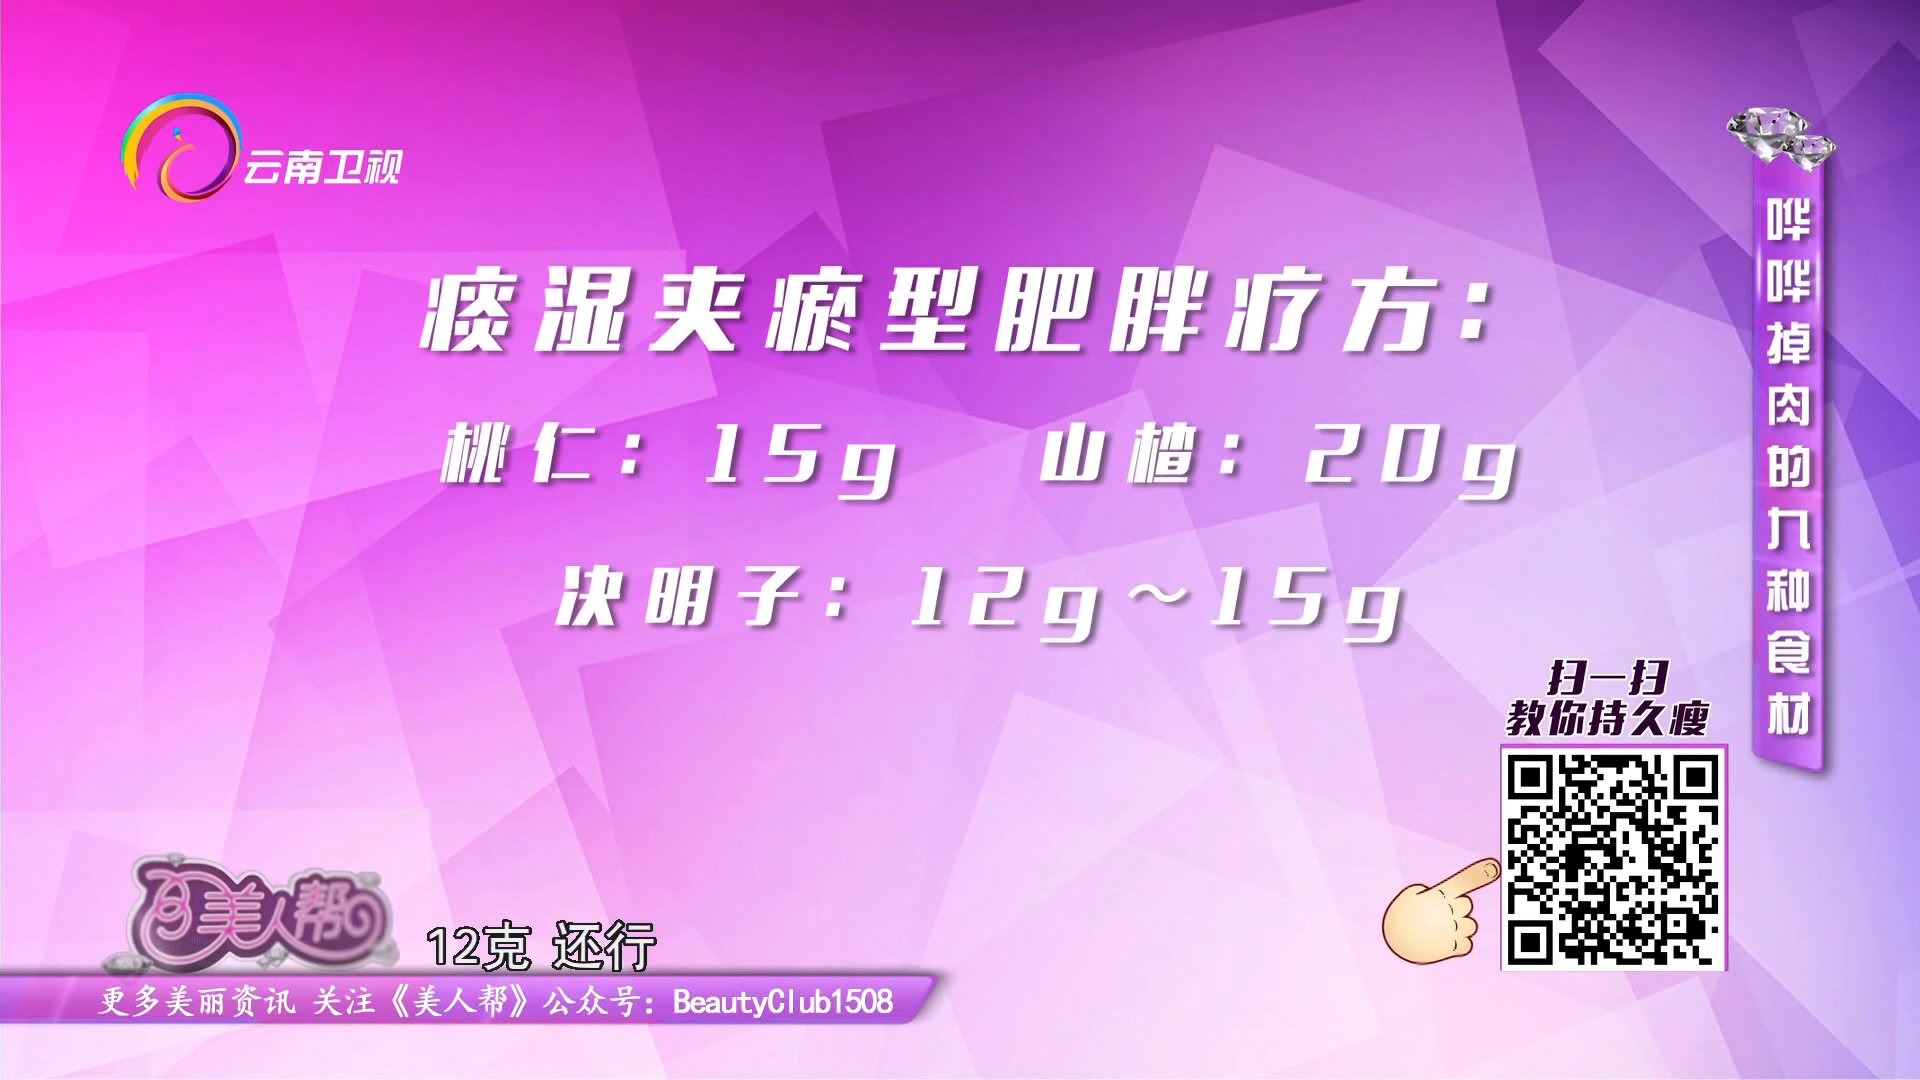 云南卫视
痰湿夹瘀型肥胖疗方：
桃仁：15g 山楂：20g
决明子：12g～15g
哗哗掉肉的九种食材
扫一扫
教你持久瘦
美人帮
12克 还行
更多美丽资讯 关注《美人帮》公众号：BeautyClub1508